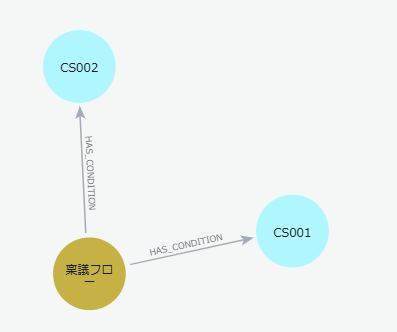 CS002
HAS_CONDITION
HAS_CONDITION
CS001
稟議フロ
ー